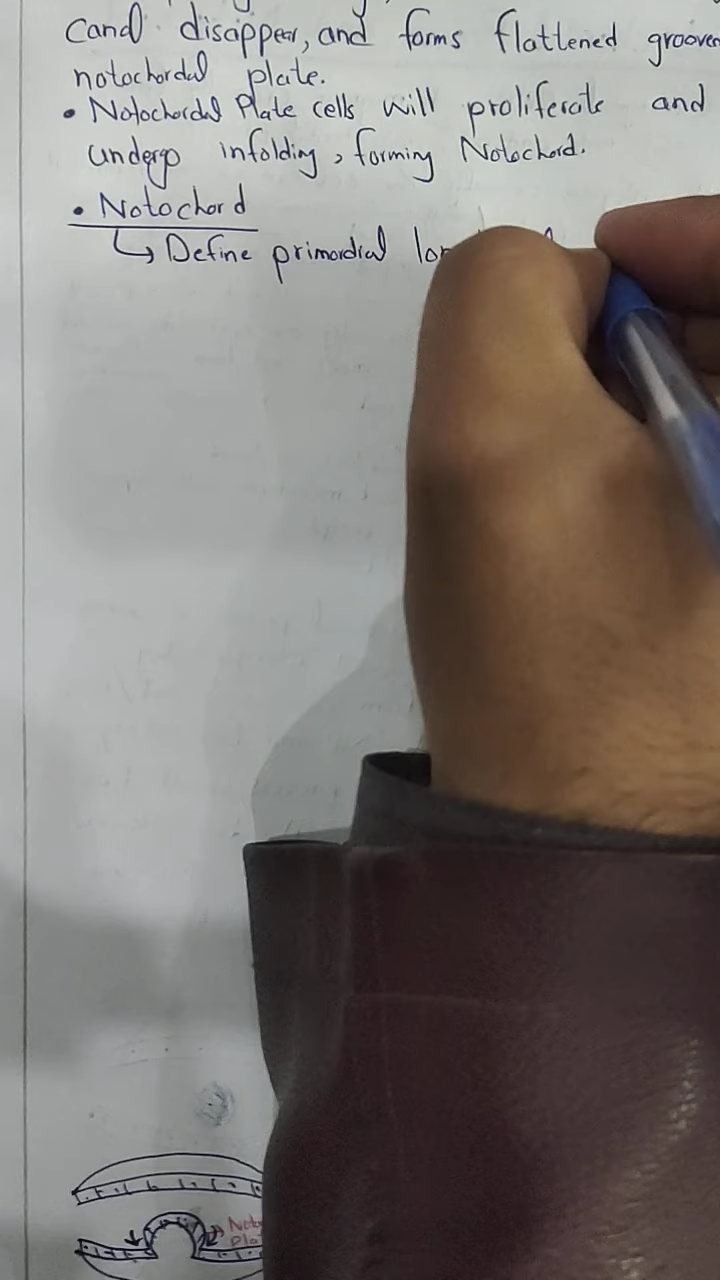 canal disappear, and forms flattened grooved
notochordal plate.
• Notochordal Plate cells will proliferate and
undergo infolding, forming Notochord.
• Notochord
↳ Define primordial